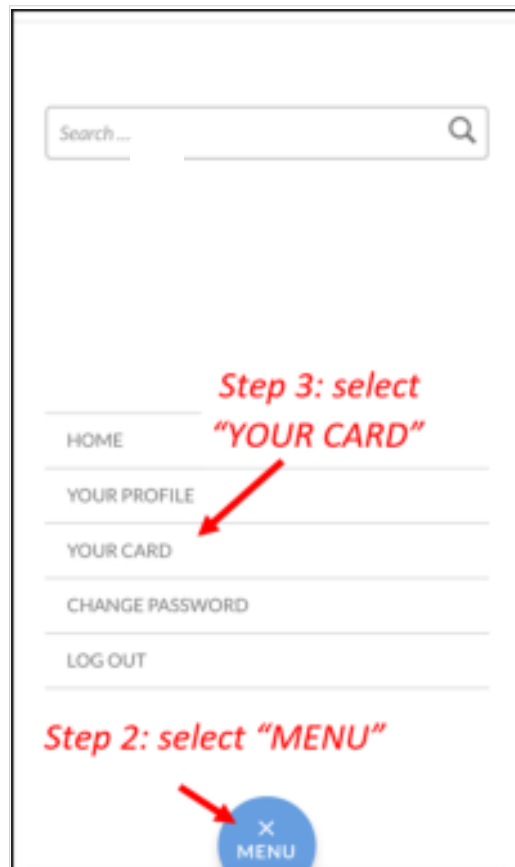 Search ...
Step 3: select
"YOUR CARD"
HOME
YOUR PROFILE
YOUR CARD
CHANGE PASSWORD
LOG OUT
Step 2: select "MENU"
×
MENU